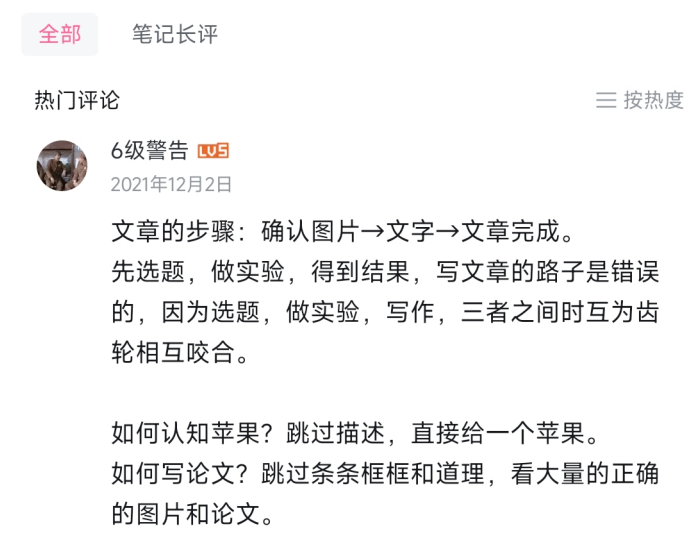 全部 笔记长评
热门评论 按热度
6级警告 LV5
2021年12月2日
文章的步骤：确认图片→文字→文章完成。
先选题，做实验，得到结果，写文章的路子是错误
的，因为选题，做实验，写作，三者之间时互为齿
轮相互咬合。
如何认知苹果？跳过描述，直接给一个苹果。
如何写论文？跳过条条框框和道理，看大量的正确
的图片和论文。